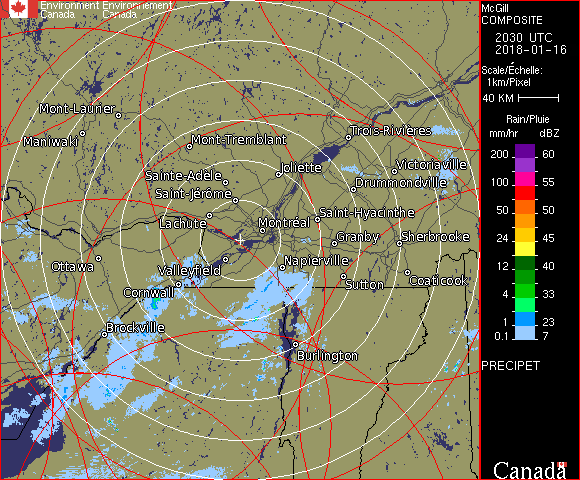 Environment Environnement
Canada Canada
McGill
COMPOSITE
2030 UTC
2018-01-16
Scale/Échelle:
1km/Pixel
40 KM
Rain/Pluie
mm/hr dBZ
200 60
150 57
100 55
50 50
24 45
12 40
4 33
1 23
0.1 7
PRECIPET
Canada
Mont-Laurier
Maniwaki
Mont-Tremblant
Trois-Rivières
Sainte-Adèle
Joliette
Victoriaville
Saint-Jérôme
Drummondville
Lachute
Montréal
Saint-Hyacinthe
Granby
Sherbrooke
Ottawa
Valleyfield
Napierville
Cornwall
Sutton
Coaticook
Brockville
Burlington